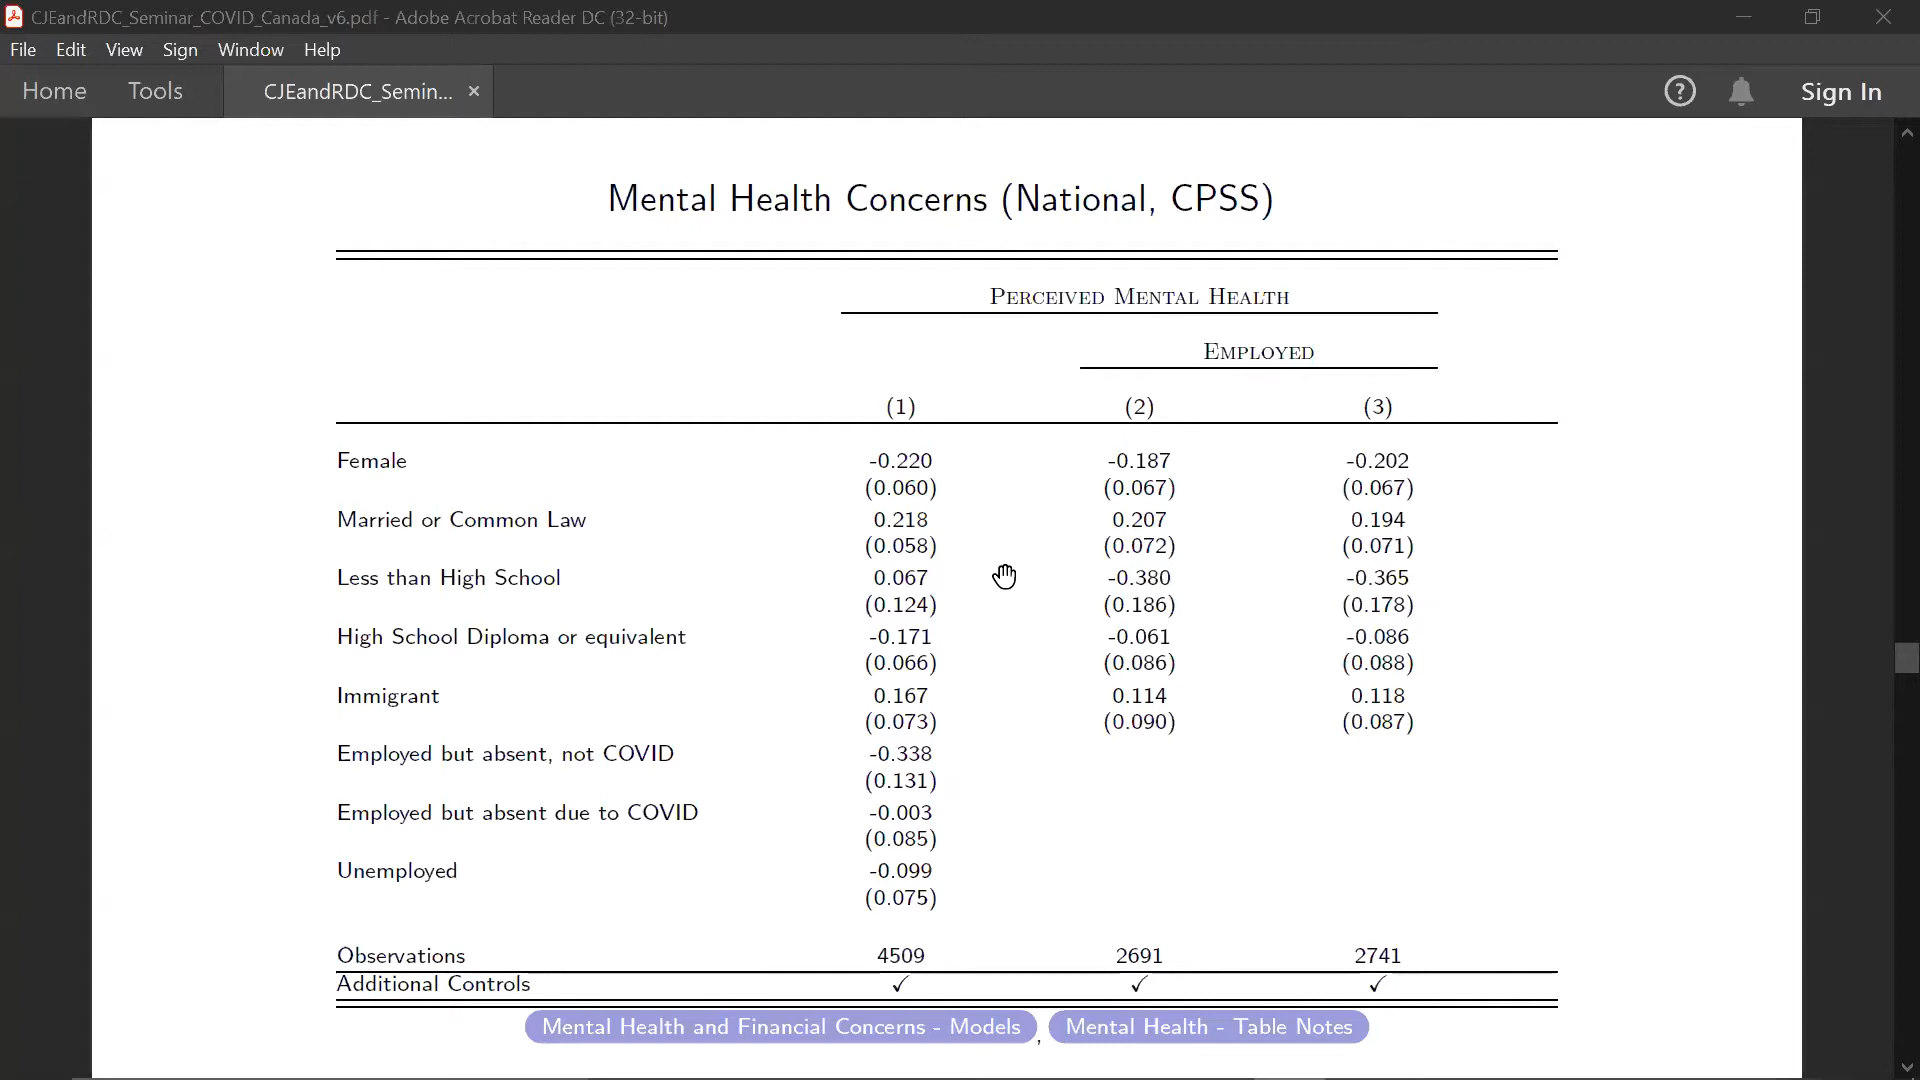 CJEandRDC_Seminar_COVID_Canada_v6.pdf - Adobe Acrobat Reader DC (32-bit)
File Edit View Sign Window Help
Home Tools CJEandRDC_Semin... × ? Sign In
Mental Health Concerns (National, CPSS)
PERCEIVED MENTAL HEALTH
EMPLOYED
(1) (2) (3)
Female -0.220 -0.187 -0.202
(0.060) (0.067) (0.067)
Married or Common Law 0.218 0.207 0.194
(0.058) (0.072) (0.071)
Less than High School 0.067 -0.380 -0.365
(0.124) (0.186) (0.178)
High School Diploma or equivalent -0.171 -0.061 -0.086
(0.066) (0.086) (0.088)
Immigrant 0.167 0.114 0.118
(0.073) (0.090) (0.087)
Employed but absent, not COVID -0.338
(0.131)
Employed but absent due to COVID -0.003
(0.085)
Unemployed -0.099
(0.075)
Observations 4509 2691 2741
Additional Controls ✓ ✓ ✓
Mental Health and Financial Concerns - Models , Mental Health - Table Notes